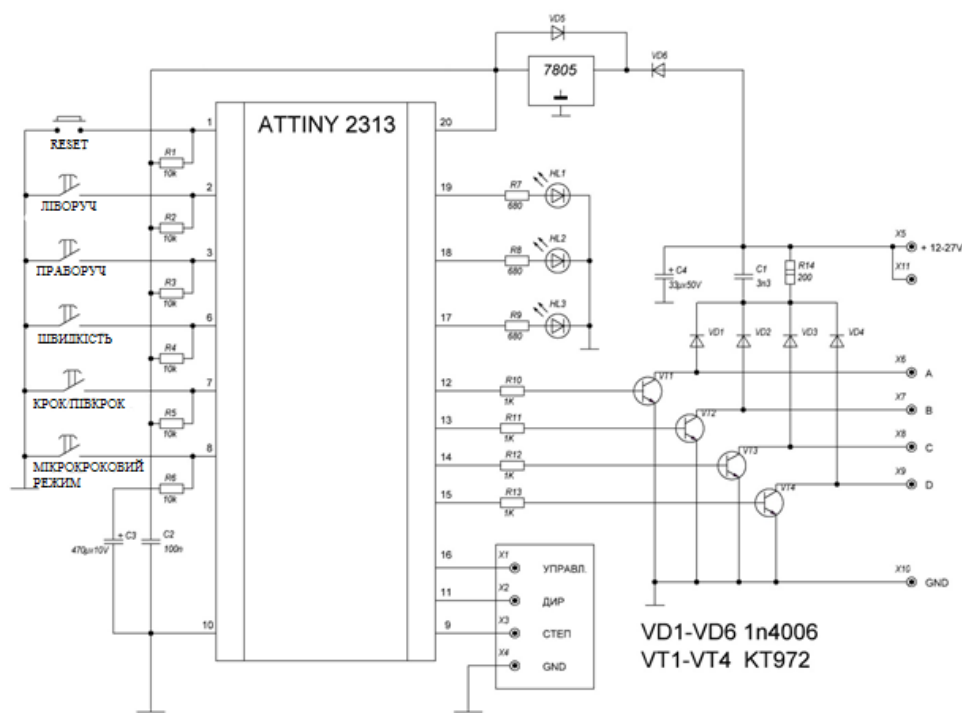 VD5
VD6
7805
ATTINY 2313
1
20
RESET
R1
10k
2
19
R7
680
HL1
ЛІВОРУЧ
R2
10k
3
18
R8
680
HL2
ПРАВОРУЧ
R3
10k
6
17
R9
680
HL3
ШВИДКІСТЬ
R4
10k
X5
+ 12-27V
X11
+ C4
33µx50V
C1
3n3
R14
200
VD1
VD2
VD3
VD4
7
12
R10
1K
VT1
X6
A
КРОК/ПІВКРОК
R5
10k
13
R11
1K
VT2
X7
B
8
14
R12
1K
VT3
X8
C
МІКРОКРОКОВИЙ
РЕЖИМ
R6
10k
15
R13
1K
VT4
X9
D
+ C3
470µx10V
C2
100n
16
X1
УПРАВЛ.
11
X2
ДИР
10
9
X3
СТЕП
X4
GND
X10
GND
VD1-VD6 1n4006
VT1-VT4 KT972